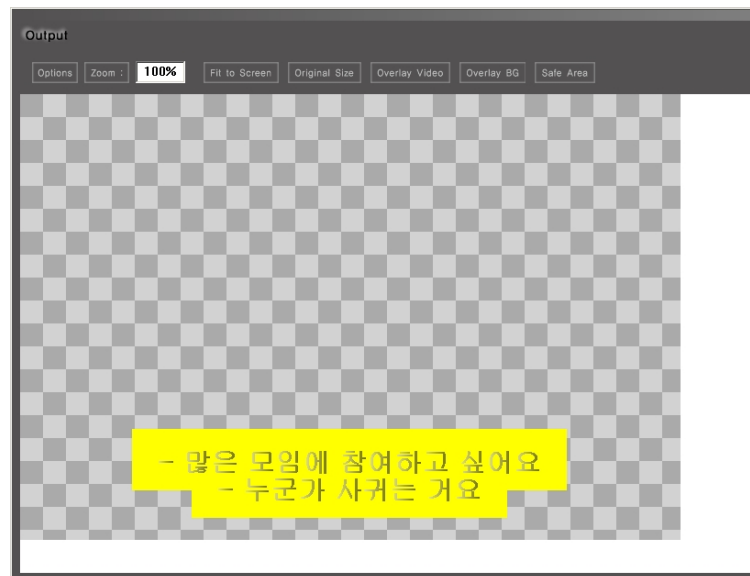 Output
Options Zoom : 100% Fit to Screen Original Size Overlay Video Overlay BG Safe Area
- 많은 모임에 참여하고 싶어요
- 누군가 사귀는 거요